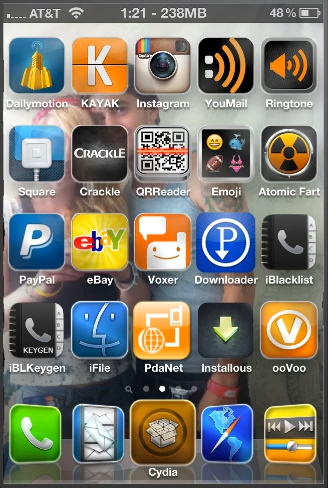 AT&T 1:21 - 238MB 48 %
Dailymotion KAYAK Instagram YouMail Ringtone
CRACKLE
Square Crackle QRReader Emoji Atomic Fart
P ebY P
PayPal eBay Voxer Downloader iBlacklist
KEYGEN
iBLKeygen iFile PdaNet Installous ooVoo
Cydia